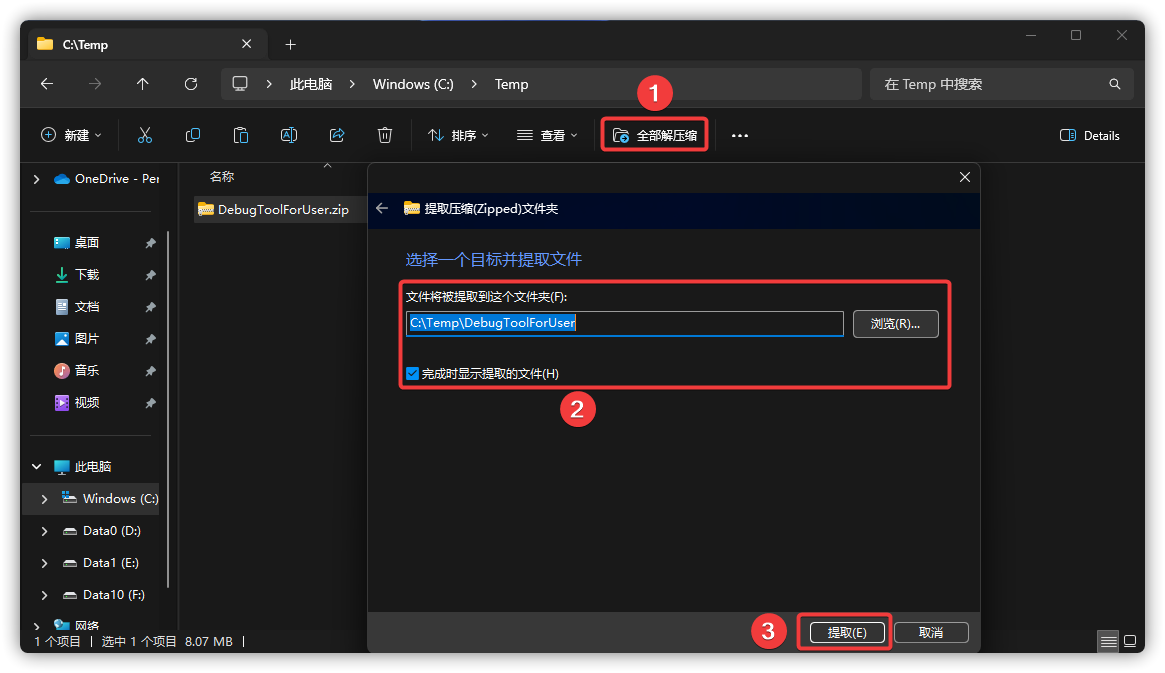 C:\Temp
此电脑 Windows (C:) Temp
在 Temp 中搜索
1
新建 排序 查看 全部解压缩 Details
OneDrive - Per
名称
DebugToolForUser.zip
桌面
下载
文档
图片
音乐
视频
此电脑
Windows (C:)
Data0 (D:)
Data1 (E:)
Data10 (F:)
网络
提取压缩(Zipped)文件夹
选择一个目标并提取文件
文件将被提取到这个文件夹(F):
C:\Temp\DebugToolForUser 浏览(R)...
完成时显示提取的文件(H)
2
3 提取(E) 取消
1 个项目 选中 1 个项目 8.07 MB